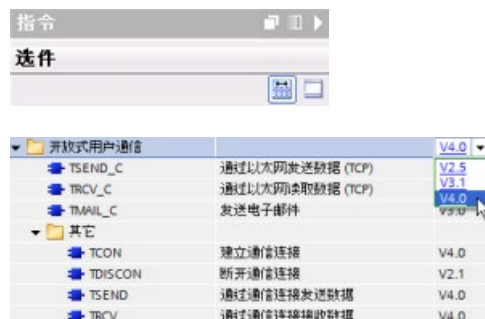 指令
选件
开放式用户通信 V4.0
TSEND_C 通过以太网发送数据 (TCP) V2.5
V3.1
TRCV_C 通过以太网读取数据 (TCP) V4.0
TMAIL_C 发送电子邮件 V3.0
其它
TCON 建立通信连接 V4.0
TDISCON 断开通信连接 V2.1
TSEND 通过通信连接发送数据 V4.0
TRCV 通过通信连接接收数据 V4.0